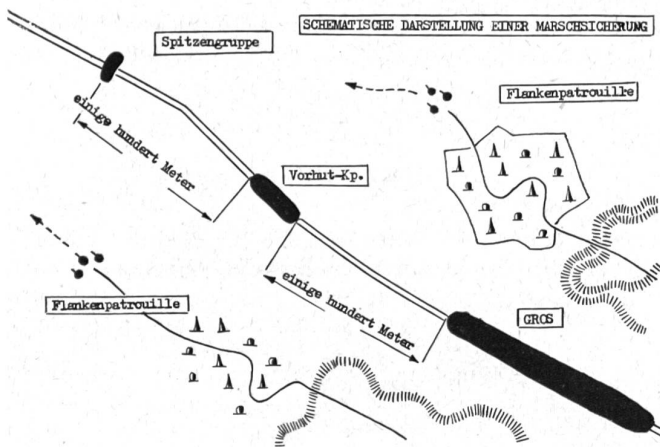 SCHEMATISCHE DARSTELLUNG EINER MARSCHSICHERUNG
Spitzengruppe
Flankenpatrouille
einige hundert Meter
Vorhut-Kp.
Flankenpatrouille
einige hundert Meter
GROS